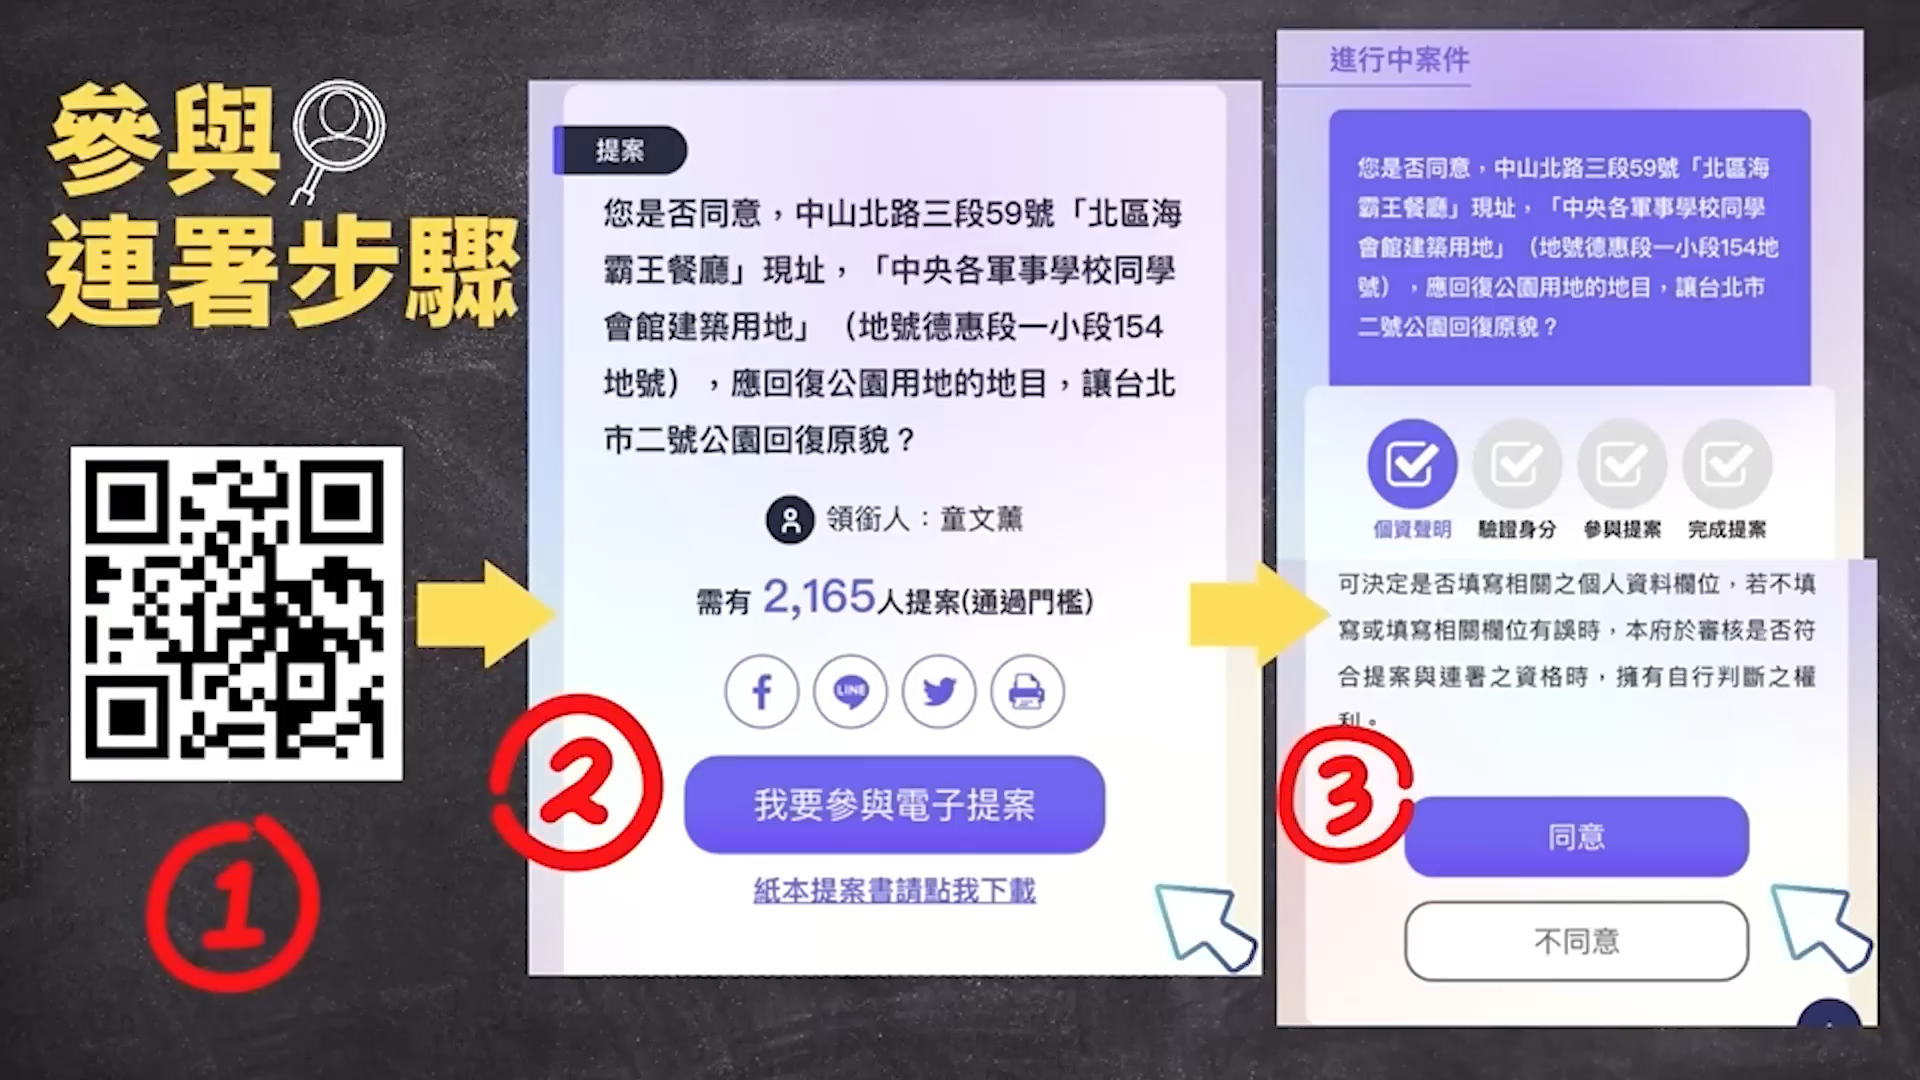 參與
連署步驟
1
提案
您是否同意，中山北路三段59號「北區海
霸王餐廳」現址，「中央各軍事學校同學
會館建築用地」（地號德惠段一小段154
地號），應回復公園用地的地目，讓台北
市二號公園回復原貌？
領銜人：童文薰
需有 2,165人提案(通過門檻)
LINE
2
我要參與電子提案
紙本提案書請點我下載
進行中案件
您是否同意，中山北路三段59號「北區海
霸王餐廳」現址，「中央各軍事學校同學
會館建築用地」（地號德惠段一小段154地
號），應回復公園用地的地目，讓台北市
二號公園回復原貌？
個資聲明 驗證身分 參與提案 完成提案
可決定是否填寫相關之個人資料欄位，若不填
寫或填寫相關欄位有誤時，本府於審核是否符
合提案與連署之資格時，擁有自行判斷之權
利。
3
同意
不同意